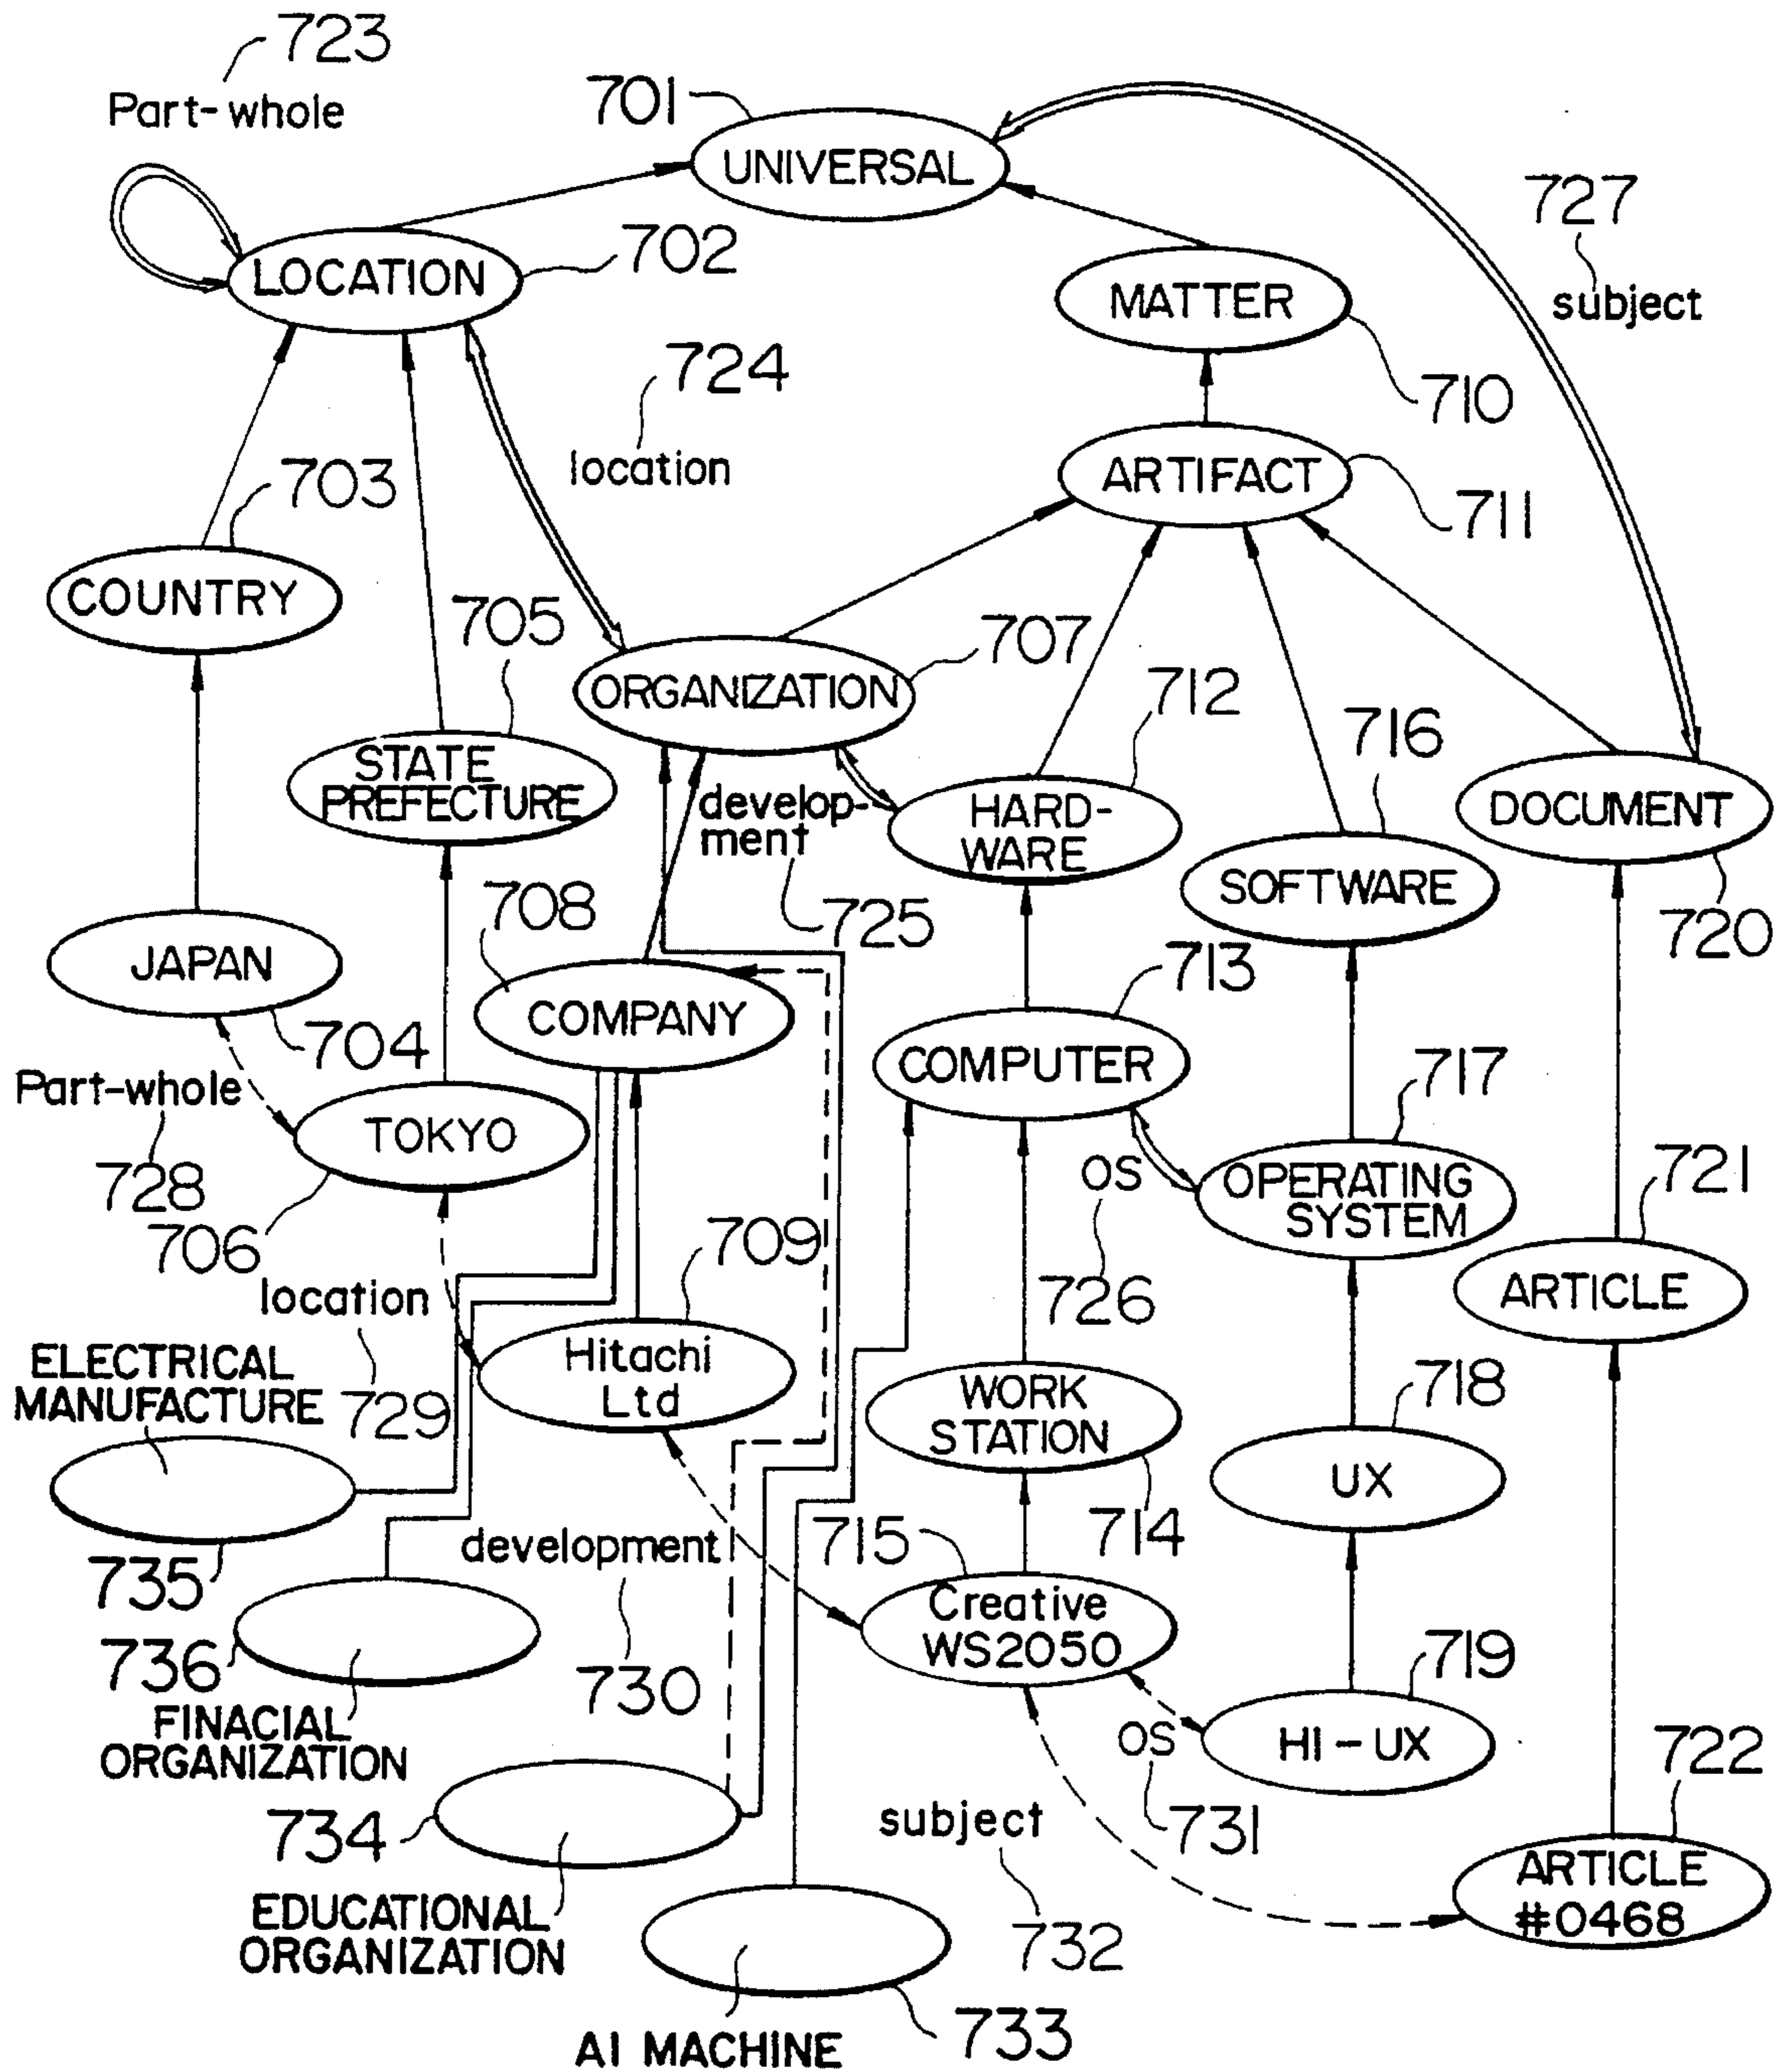 723
Part-whole
701
UNIVERSAL
727
subject
LOCATION
702
MATTER
710
724
location
ARTIFACT
711
703
COUNTRY
705
707
ORGANIZATION
712
716
STATE
PREFECTURE
develop-
ment
725
HARD-
WARE
DOCUMENT
720
SOFTWARE
708
JAPAN
704
713
COMPANY
COMPUTER
717
Part-whole
728
TOKYO
706
OS
726
OPERATING
SYSTEM
721
709
location
729
ARTICLE
ELECTRICAL
MANUFACTURE
735
Hitachi
Ltd
WORK
STATION
714
718
UX
development
730
715
Creative
WS2050
719
736
FINACIAL
ORGANIZATION
OS
731
HI-UX
722
734
EDUCATIONAL
ORGANIZATION
subject
732
ARTICLE
#0468
733
AI MACHINE